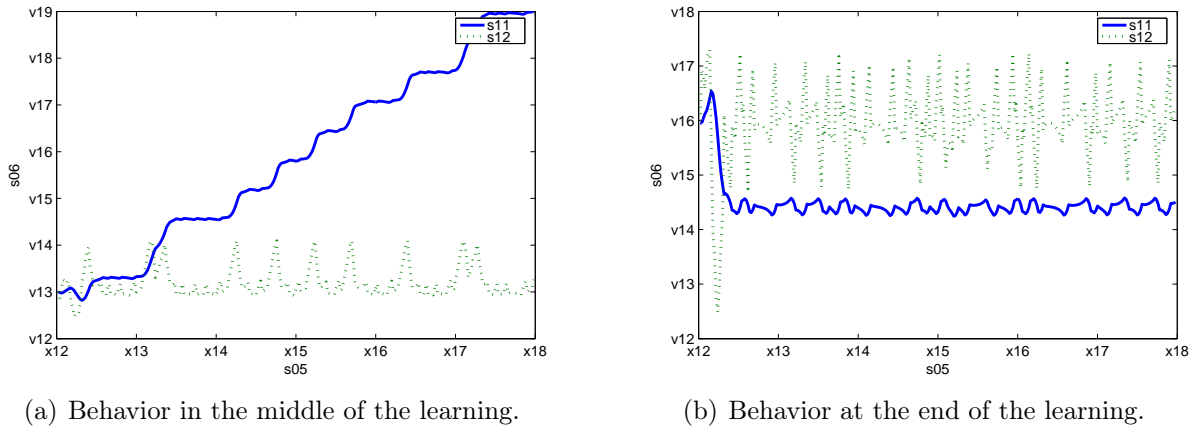 v19
v18
v17
v16
v15
v14
v13
v12
s06
s11
s12
x12 x13 x14 x15 x16 x17 x18
s05
(a) Behavior in the middle of the learning.
v18
v17
v16
v15
v14
v13
v12
s06
s11
s12
x12 x13 x14 x15 x16 x17 x18
s05
(b) Behavior at the end of the learning.